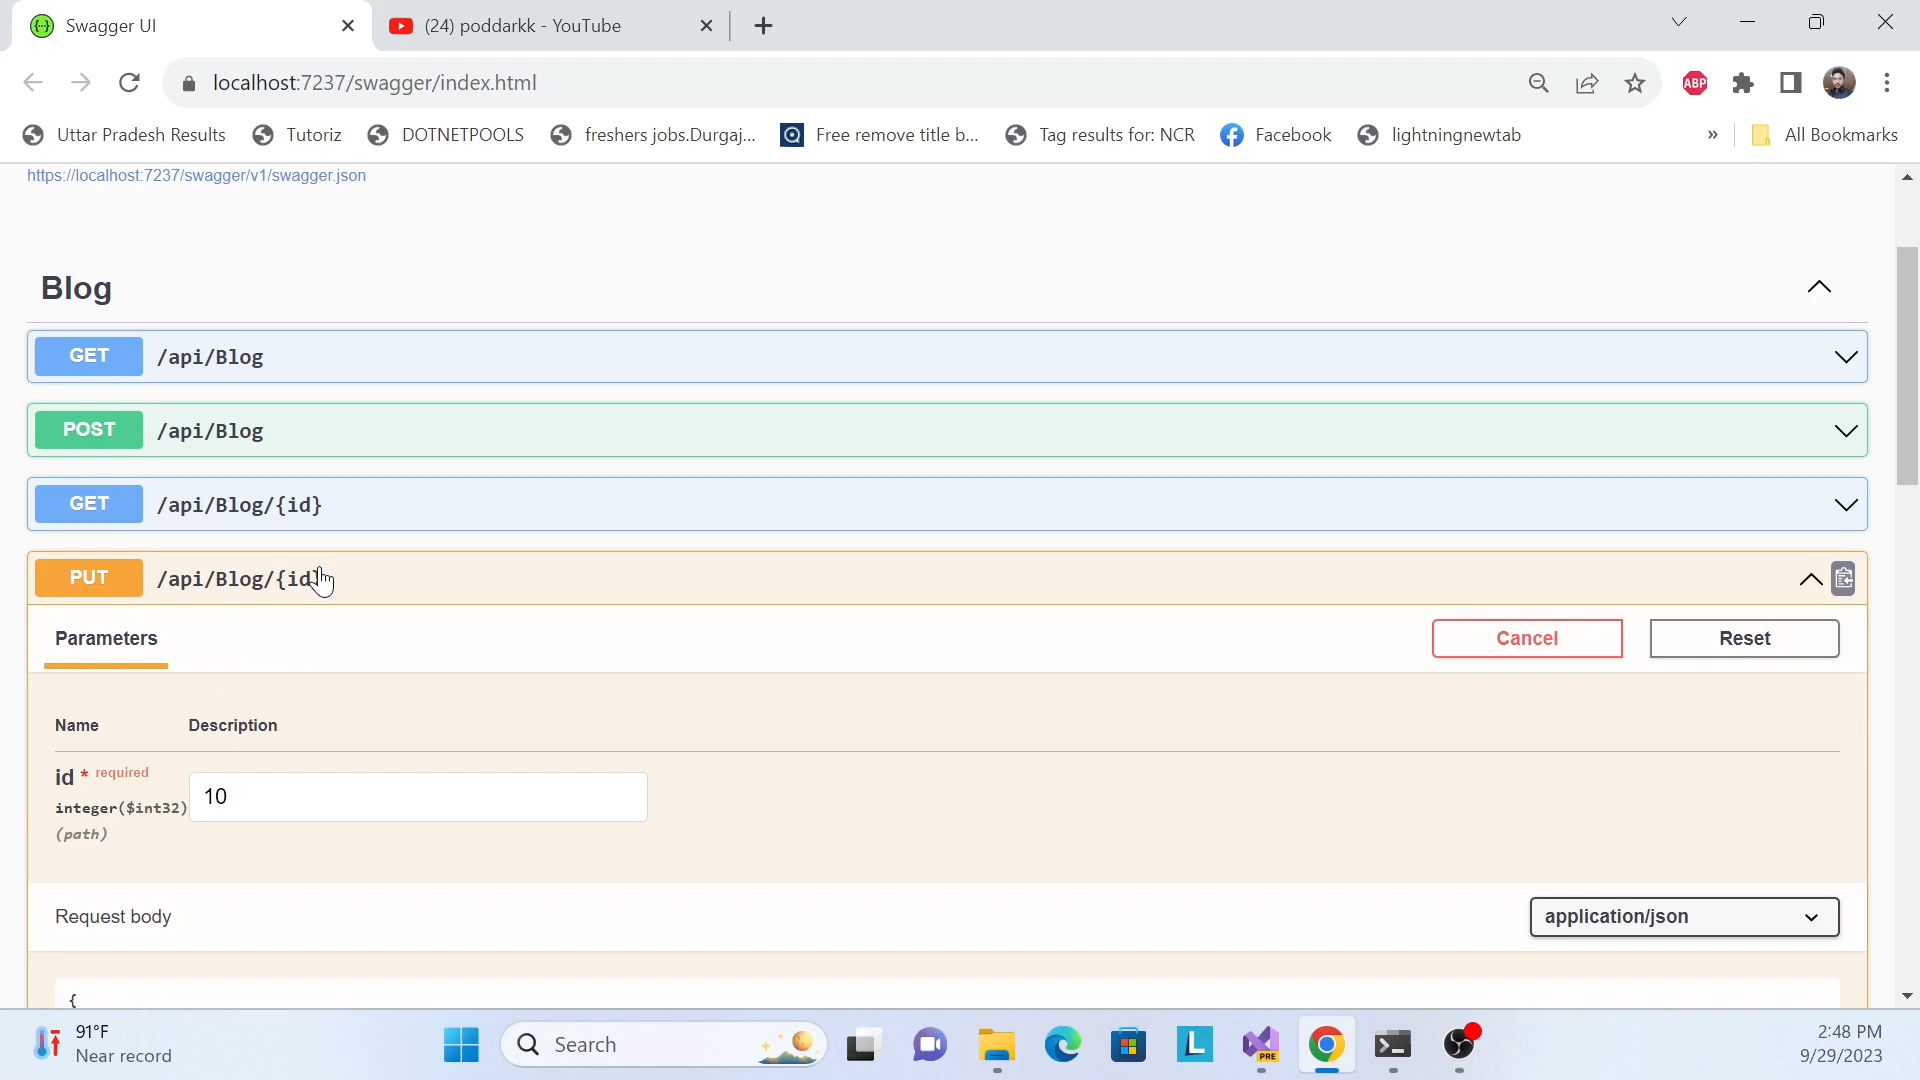 Swagger UI
(24) poddarkk - YouTube
localhost:7237/swagger/index.html
ABP
Uttar Pradesh Results
Tutoriz
DOTNETPOOLS
freshers jobs.Durgaj...
Free remove title b...
Tag results for: NCR
Facebook
lightningnewtab
»
All Bookmarks
https://localhost:7237/swagger/v1/swagger.json
Blog
GET /api/Blog
POST /api/Blog
GET /api/Blog/{id}
PUT /api/Blog/{id}
Parameters
Cancel
Reset
Name Description
id * required
integer($int32)
(path)
10
Request body
application/json
{
91°F
Near record
Search
L
PRE
2:48 PM
9/29/2023